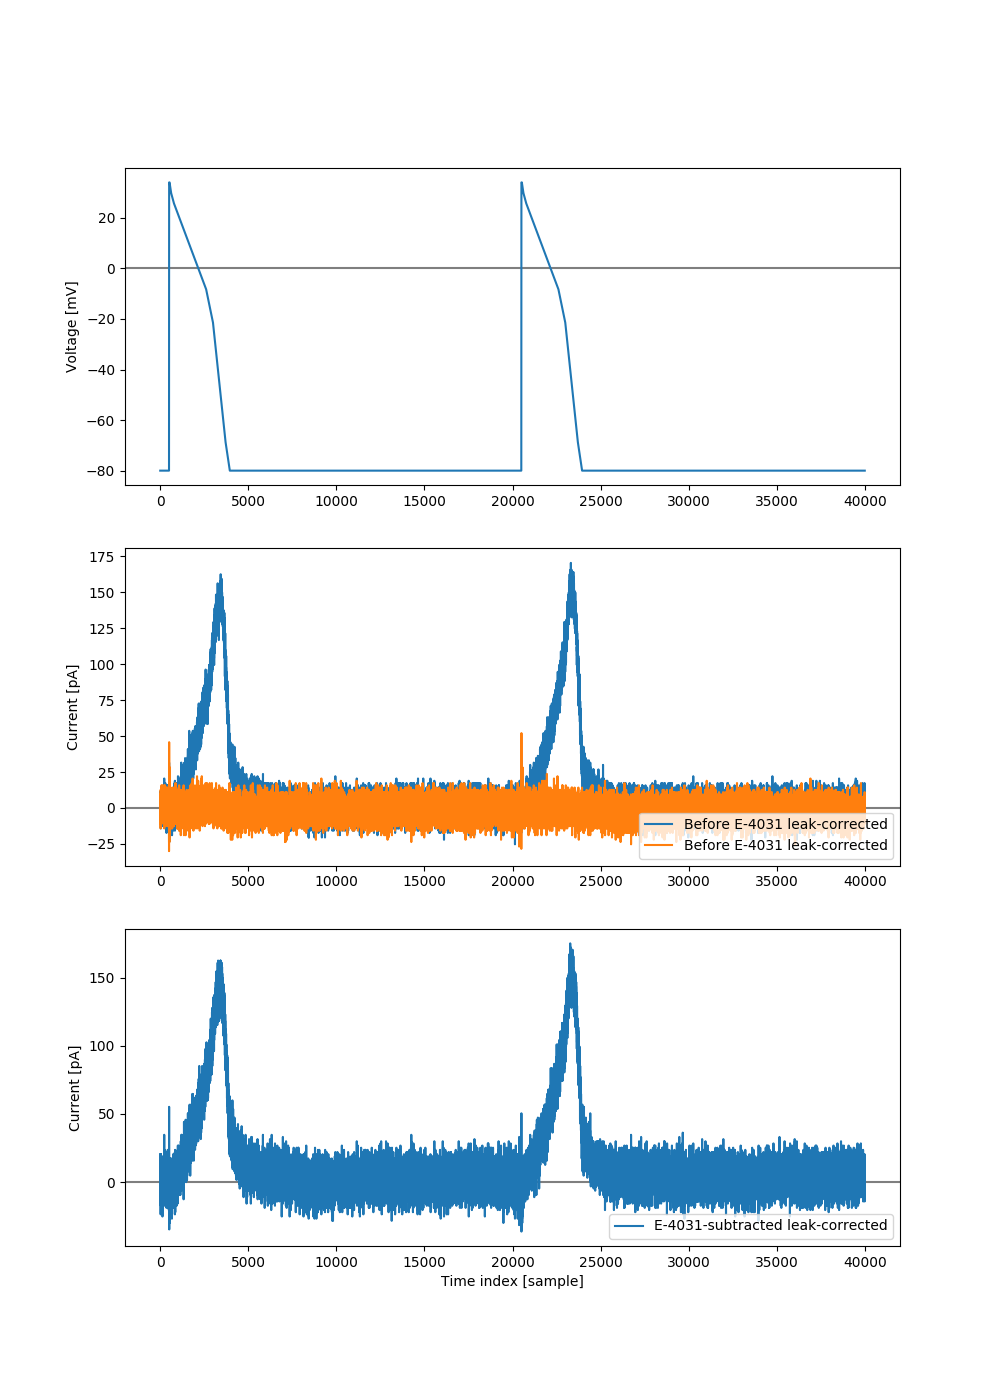 20
0
−20
−40
−60
−80
Voltage [mV]
0 5000 10000 15000 20000 25000 30000 35000 40000
175
150
125
100
75
50
25
0
−25
Current [pA]
Before E-4031 leak-corrected
Before E-4031 leak-corrected
0 5000 10000 15000 20000 25000 30000 35000 40000
150
100
50
0
Current [pA]
E-4031-subtracted leak-corrected
0 5000 10000 15000 20000 25000 30000 35000 40000
Time index [sample]